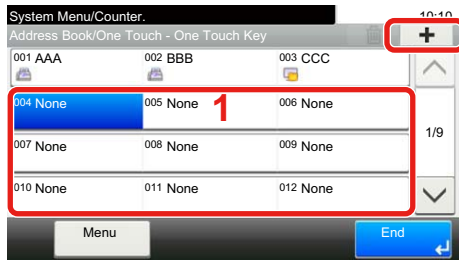 System Menu/Counter. 10:10
Address Book/One Touch - One Touch Key +
001 AAA 002 BBB 003 CCC
004 None 005 None 1 006 None
007 None 008 None 009 None 1/9
010 None 011 None 012 None
Menu End